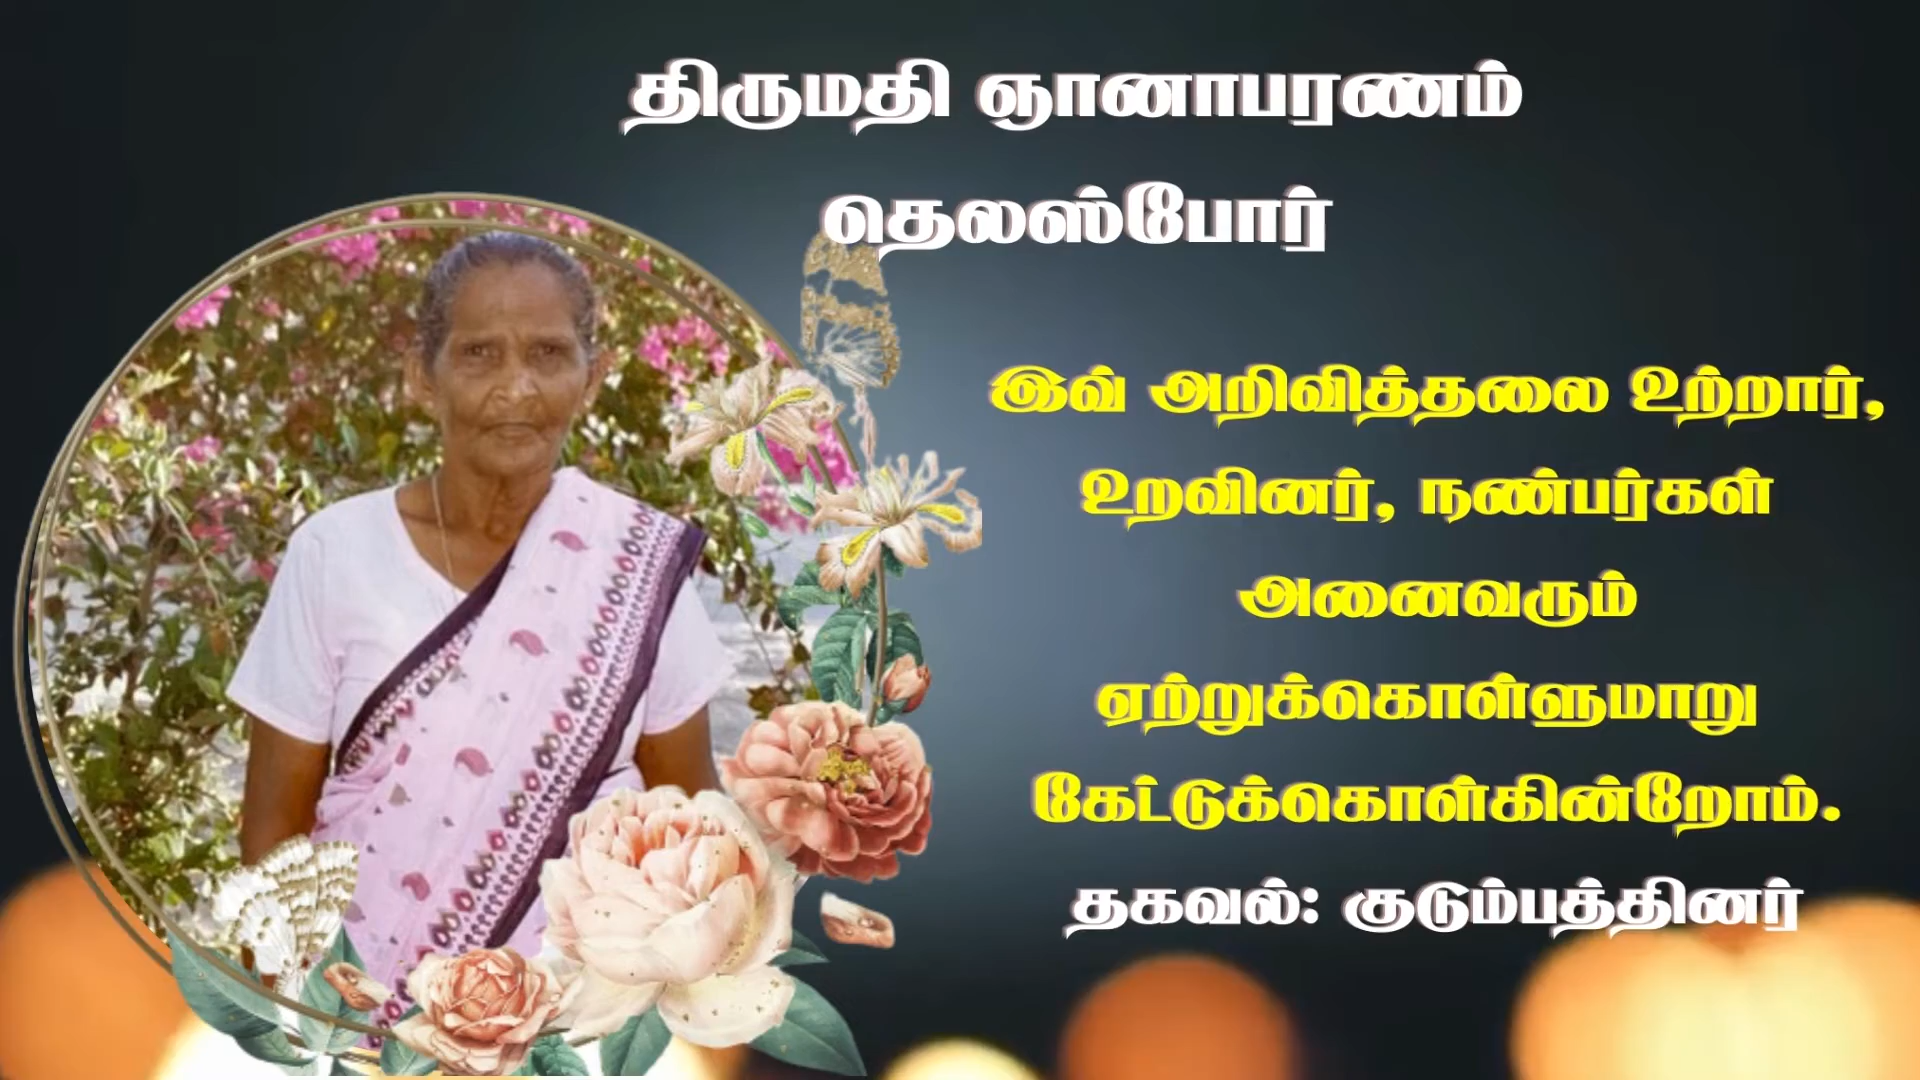 திருமதி ஞானாபரணம்
தெலஸ்போர்
இவ் அறிவித்தலை உற்றார்,
உறவினர், நண்பர்கள்
அனைவரும்
ஏற்றுக்கொள்ளுமாறு
கேட்டுக்கொள்கின்றோம்.
தகவல்: குடும்பத்தினர்